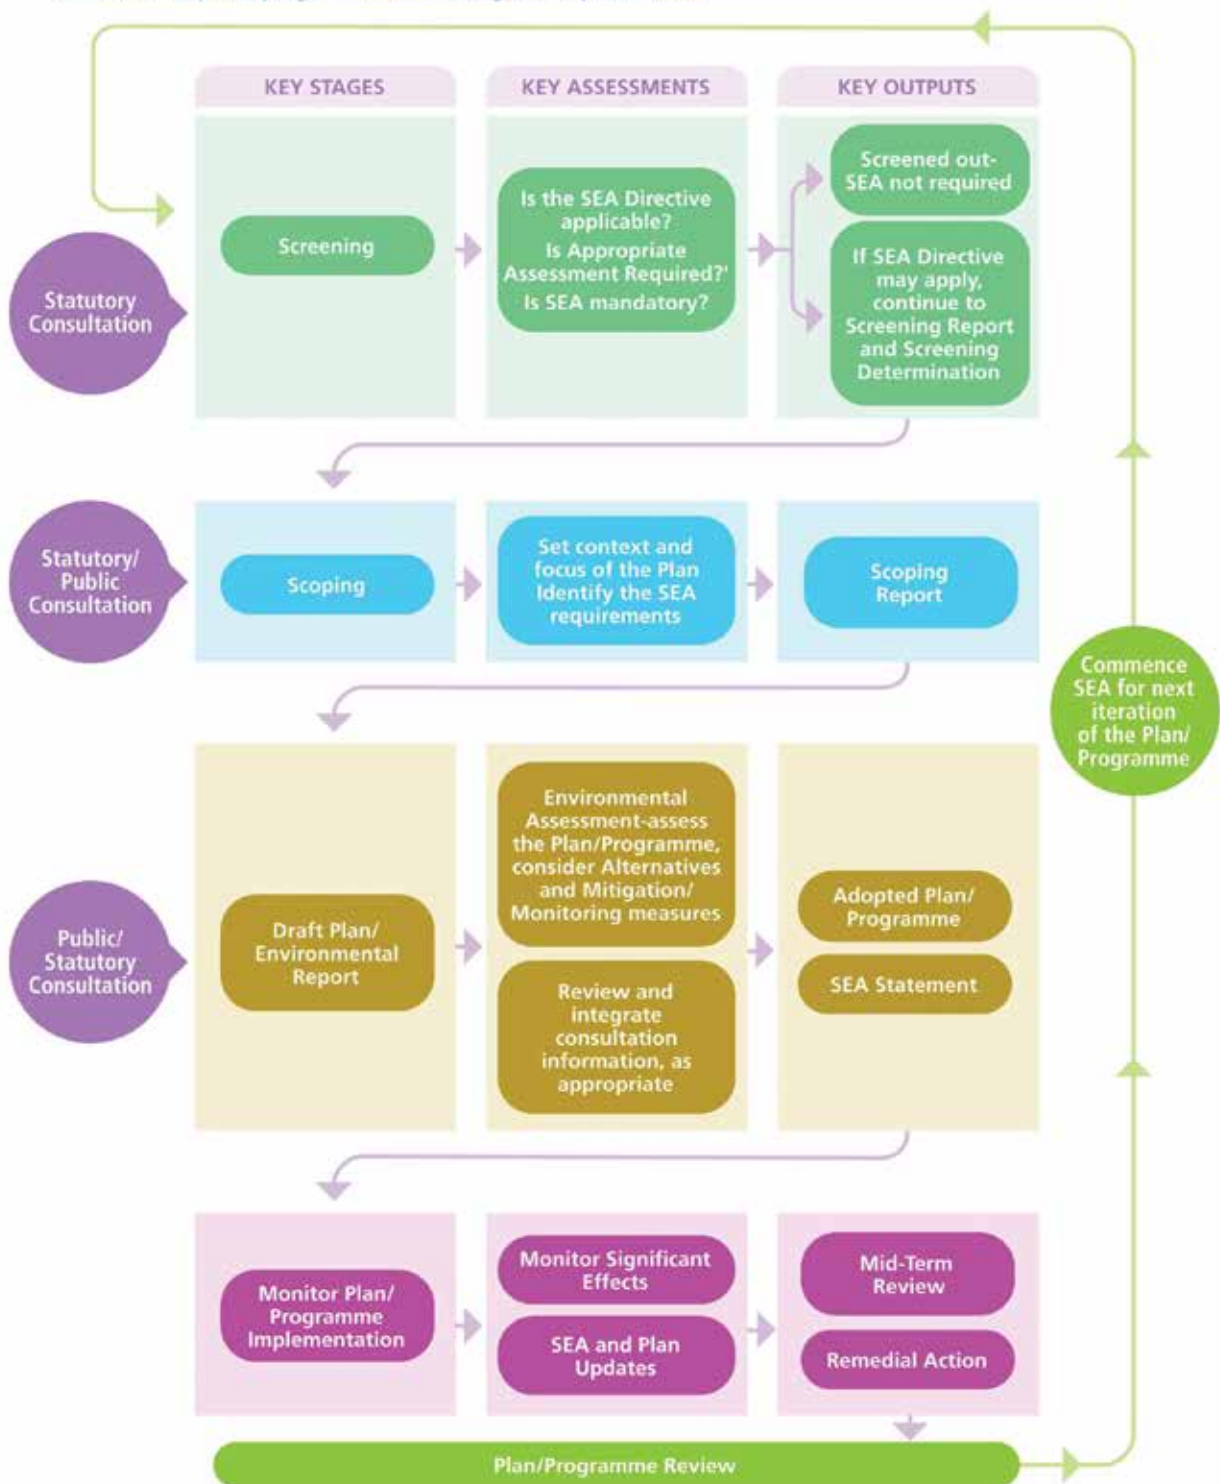 KEY STAGES
KEY ASSESSMENTS
KEY OUTPUTS
Statutory
Consultation
Screening
Is the SEA Directive
applicable?
Is Appropriate
Assessment Required?'
Is SEA mandatory?
Screened out-
SEA not required
If SEA Directive
may apply,
continue to
Screening Report
and Screening
Determination
Statutory/
Public
Consultation
Scoping
Set context and
focus of the Plan
Identify the SEA
requirements
Scoping
Report
Commence
SEA for next
iteration
of the Plan/
Programme
Public/
Statutory
Consultation
Draft Plan/
Environmental
Report
Environmental
Assessment-assess
the Plan/Programme,
consider Alternatives
and Mitigation/
Monitoring measures
Review and
integrate
consultation
information, as
appropriate
Adopted Plan/
Programme
SEA Statement
Monitor Plan/
Programme
Implementation
Monitor Significant
Effects
SEA and Plan
Updates
Mid-Term
Review
Remedial Action
Plan/Programme Review